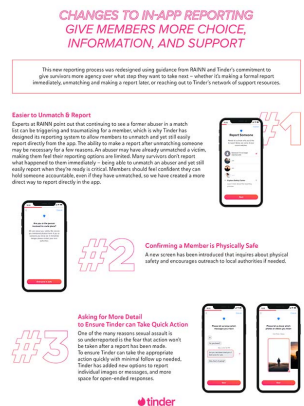 CHANGES TO IN-APP REPORTING
GIVE MEMBERS MORE CHOICE,
INFORMATION, AND SUPPORT
This new reporting process was redesigned using guidance from RAINN and Tinder's commitment to
give survivors more agency over what step they take next – whether it's making a formal report
immediately, unmatching and making a report later, or reaching out to Tinder's network of support resources.
Easier to Unmatch & Report
Experts at RAINN point out that continuing to see a former abuser in a match
list can be triggering and traumatizing for a member, which is why Tinder has
designed its reporting system to allow members to unmatch and yet still easily
report directly from the app. The ability to make a report after unmatching someone
may be necessary for a few reasons. An abuser may have already unmatched a victim,
making them feel their reporting options are limited. Many survivors don't report
what happened to them immediately – being able to unmatch an abuser and yet still
easily report when they're ready is critical. Members should feel confident they can
hold someone accountable, even if they have unmatched, so we have created a more
direct way to report directly in the app.
#1
Report Someone
#2
Confirming a Member is Physically Safe
A new screen has been introduced that inquires about physical
safety and encourages outreach to local authorities if needed.
#3
Asking for More Detail
to Ensure Tinder can Take Quick Action
One of the many reasons sexual assault is
so underreported is the fear that action won't
be taken after a report has been made.
To ensure Tinder can take the appropriate
action quickly with minimal follow up needed,
Tinder has added new options to report
individual images or messages, and more
space for open-ended responses.
tinder